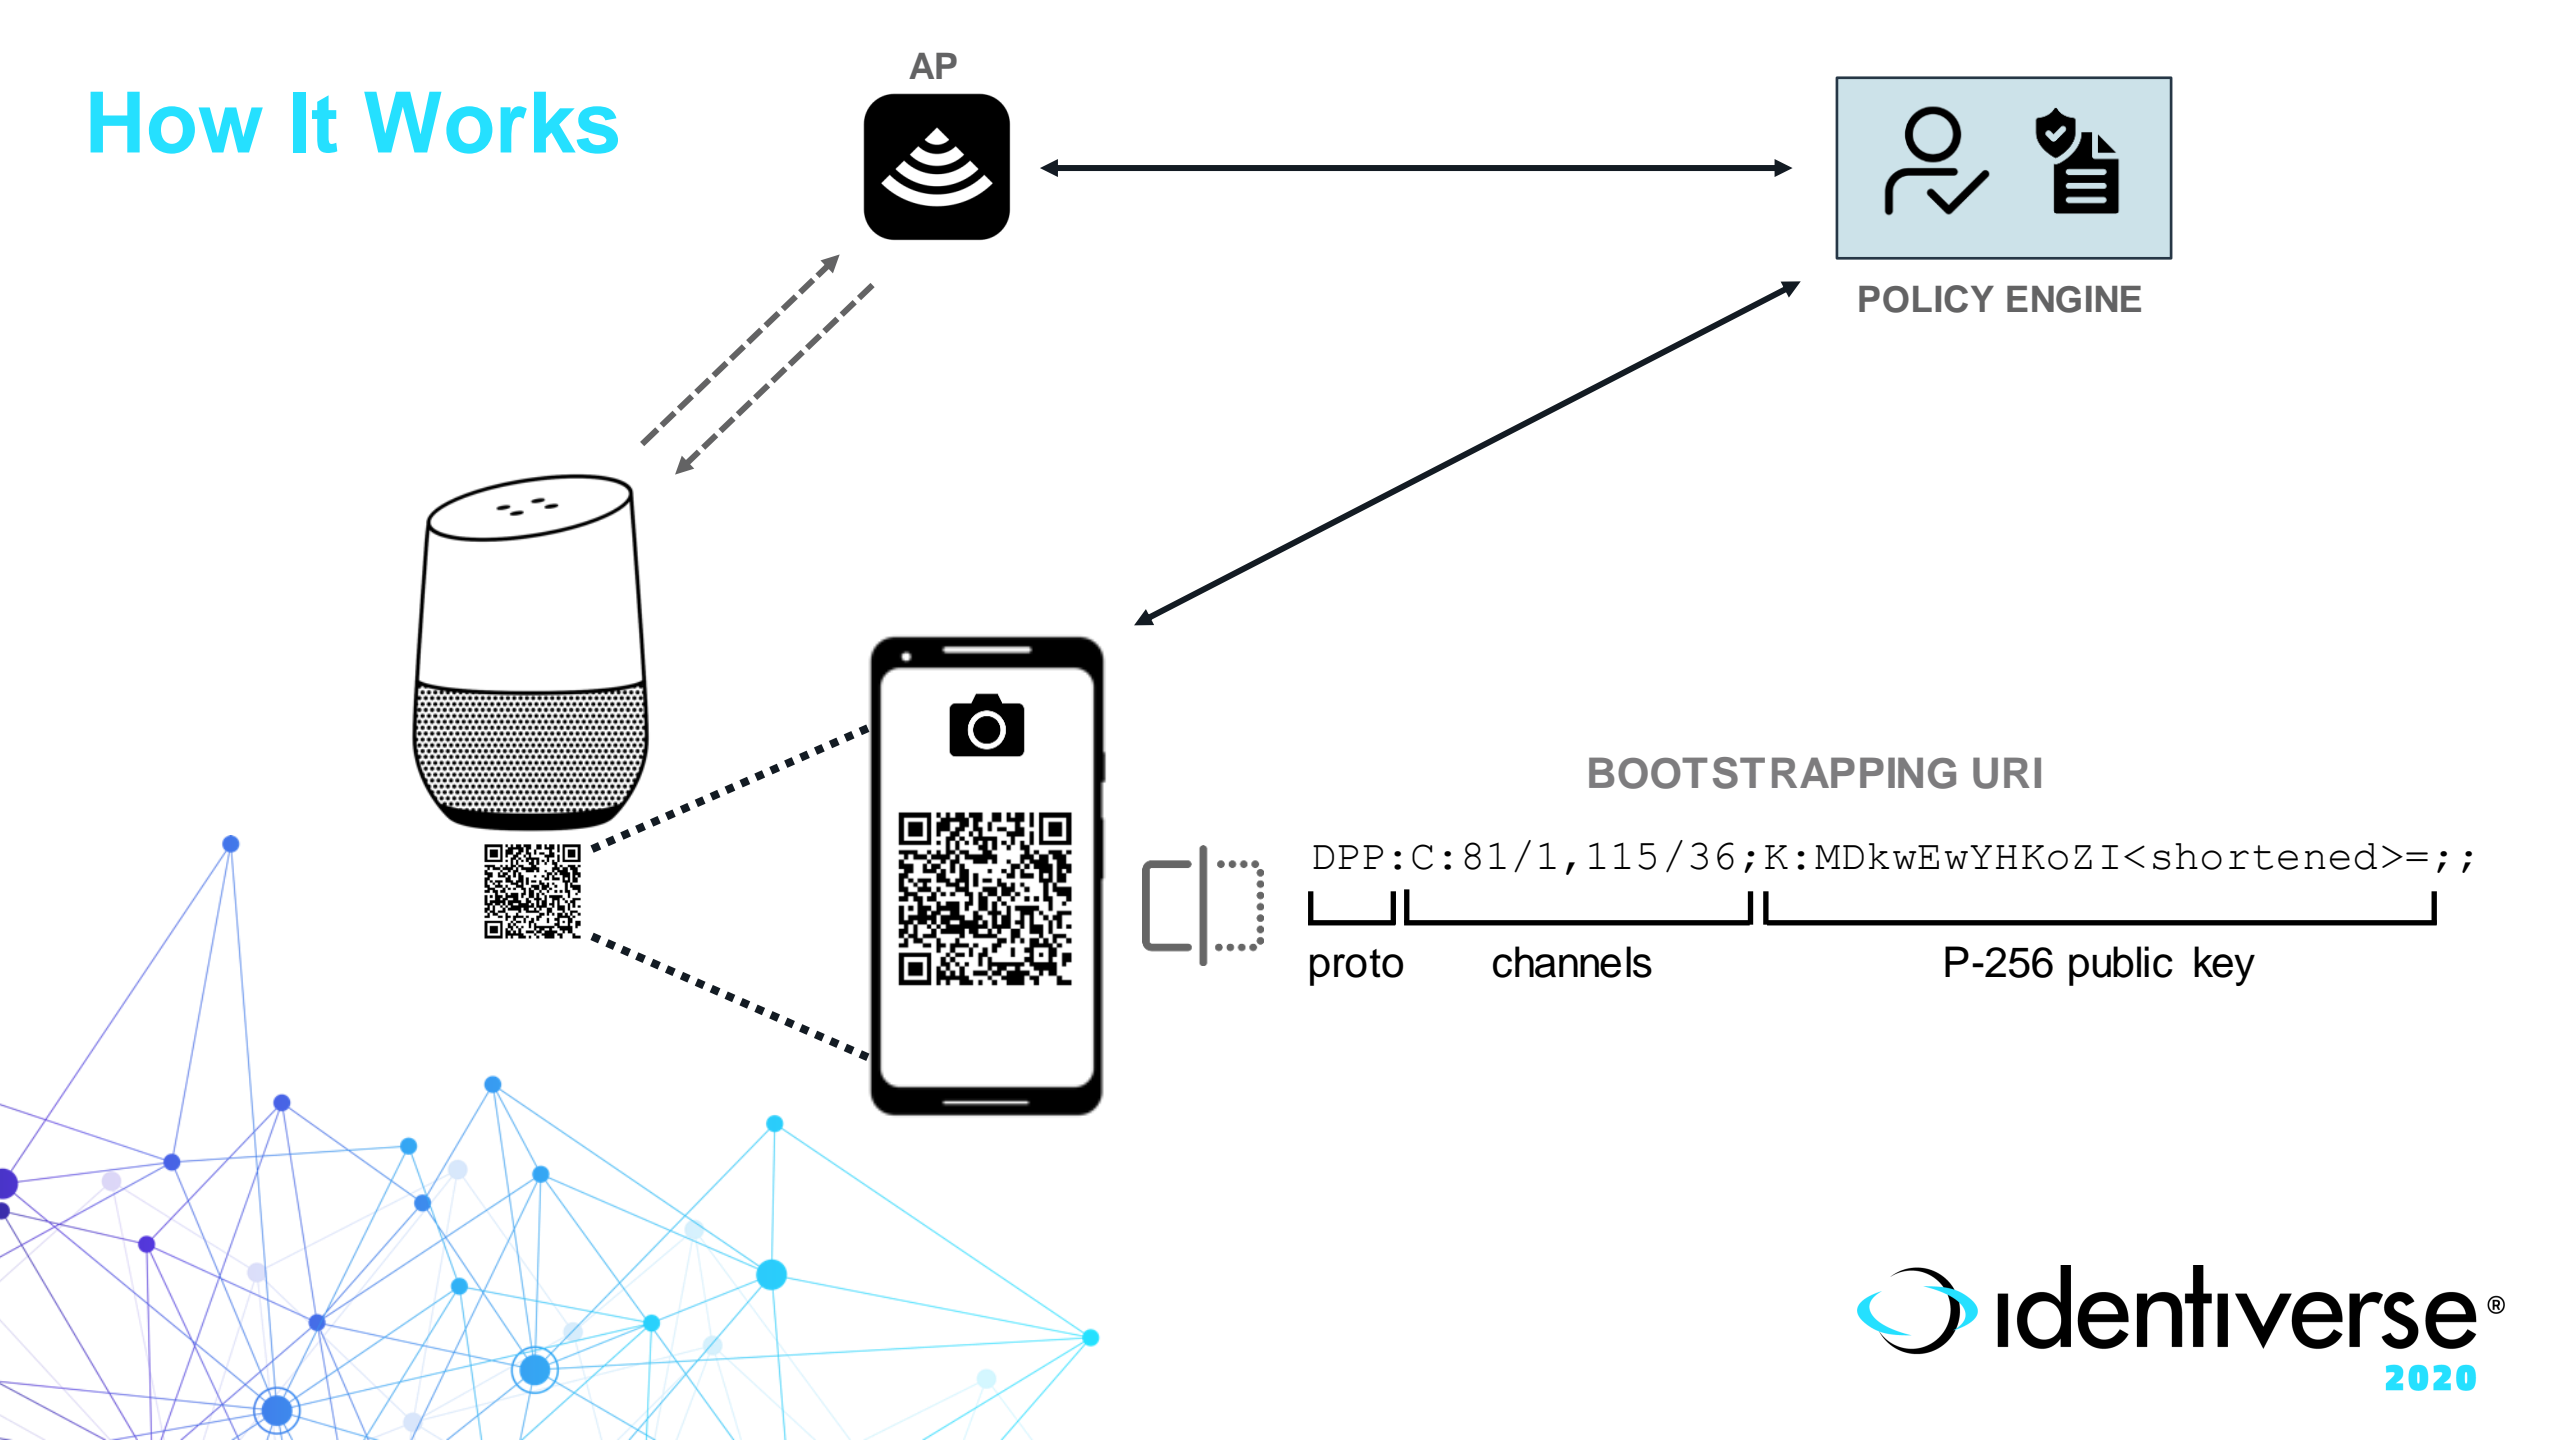 How It Works
AP
POLICY ENGINE
BOOTSTRAPPING URI
DPP:C:81/1,115/36;K:MDkwEwYHKoZI<shortened>=;;
proto channels P-256 public key
identiverse®
2020